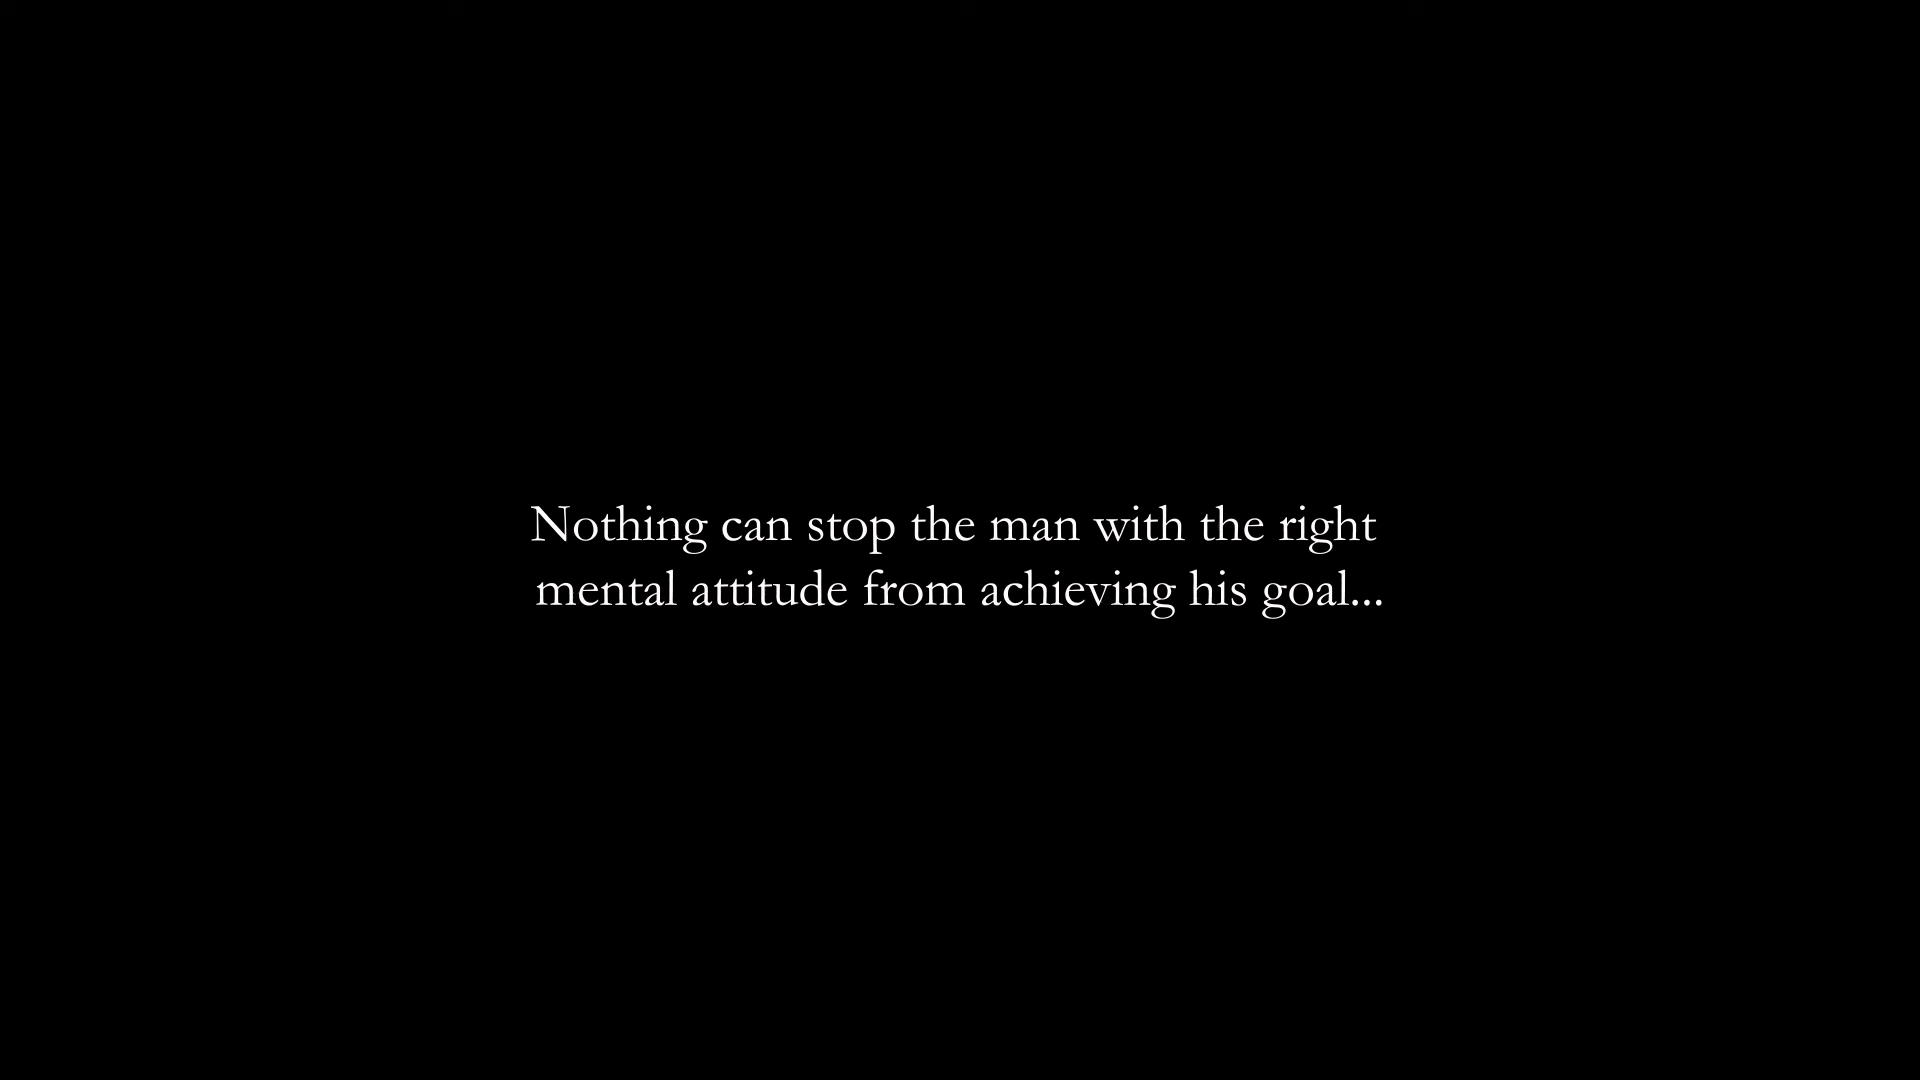 Nothing can stop the man with the right
mental attitude from achieving his goal...